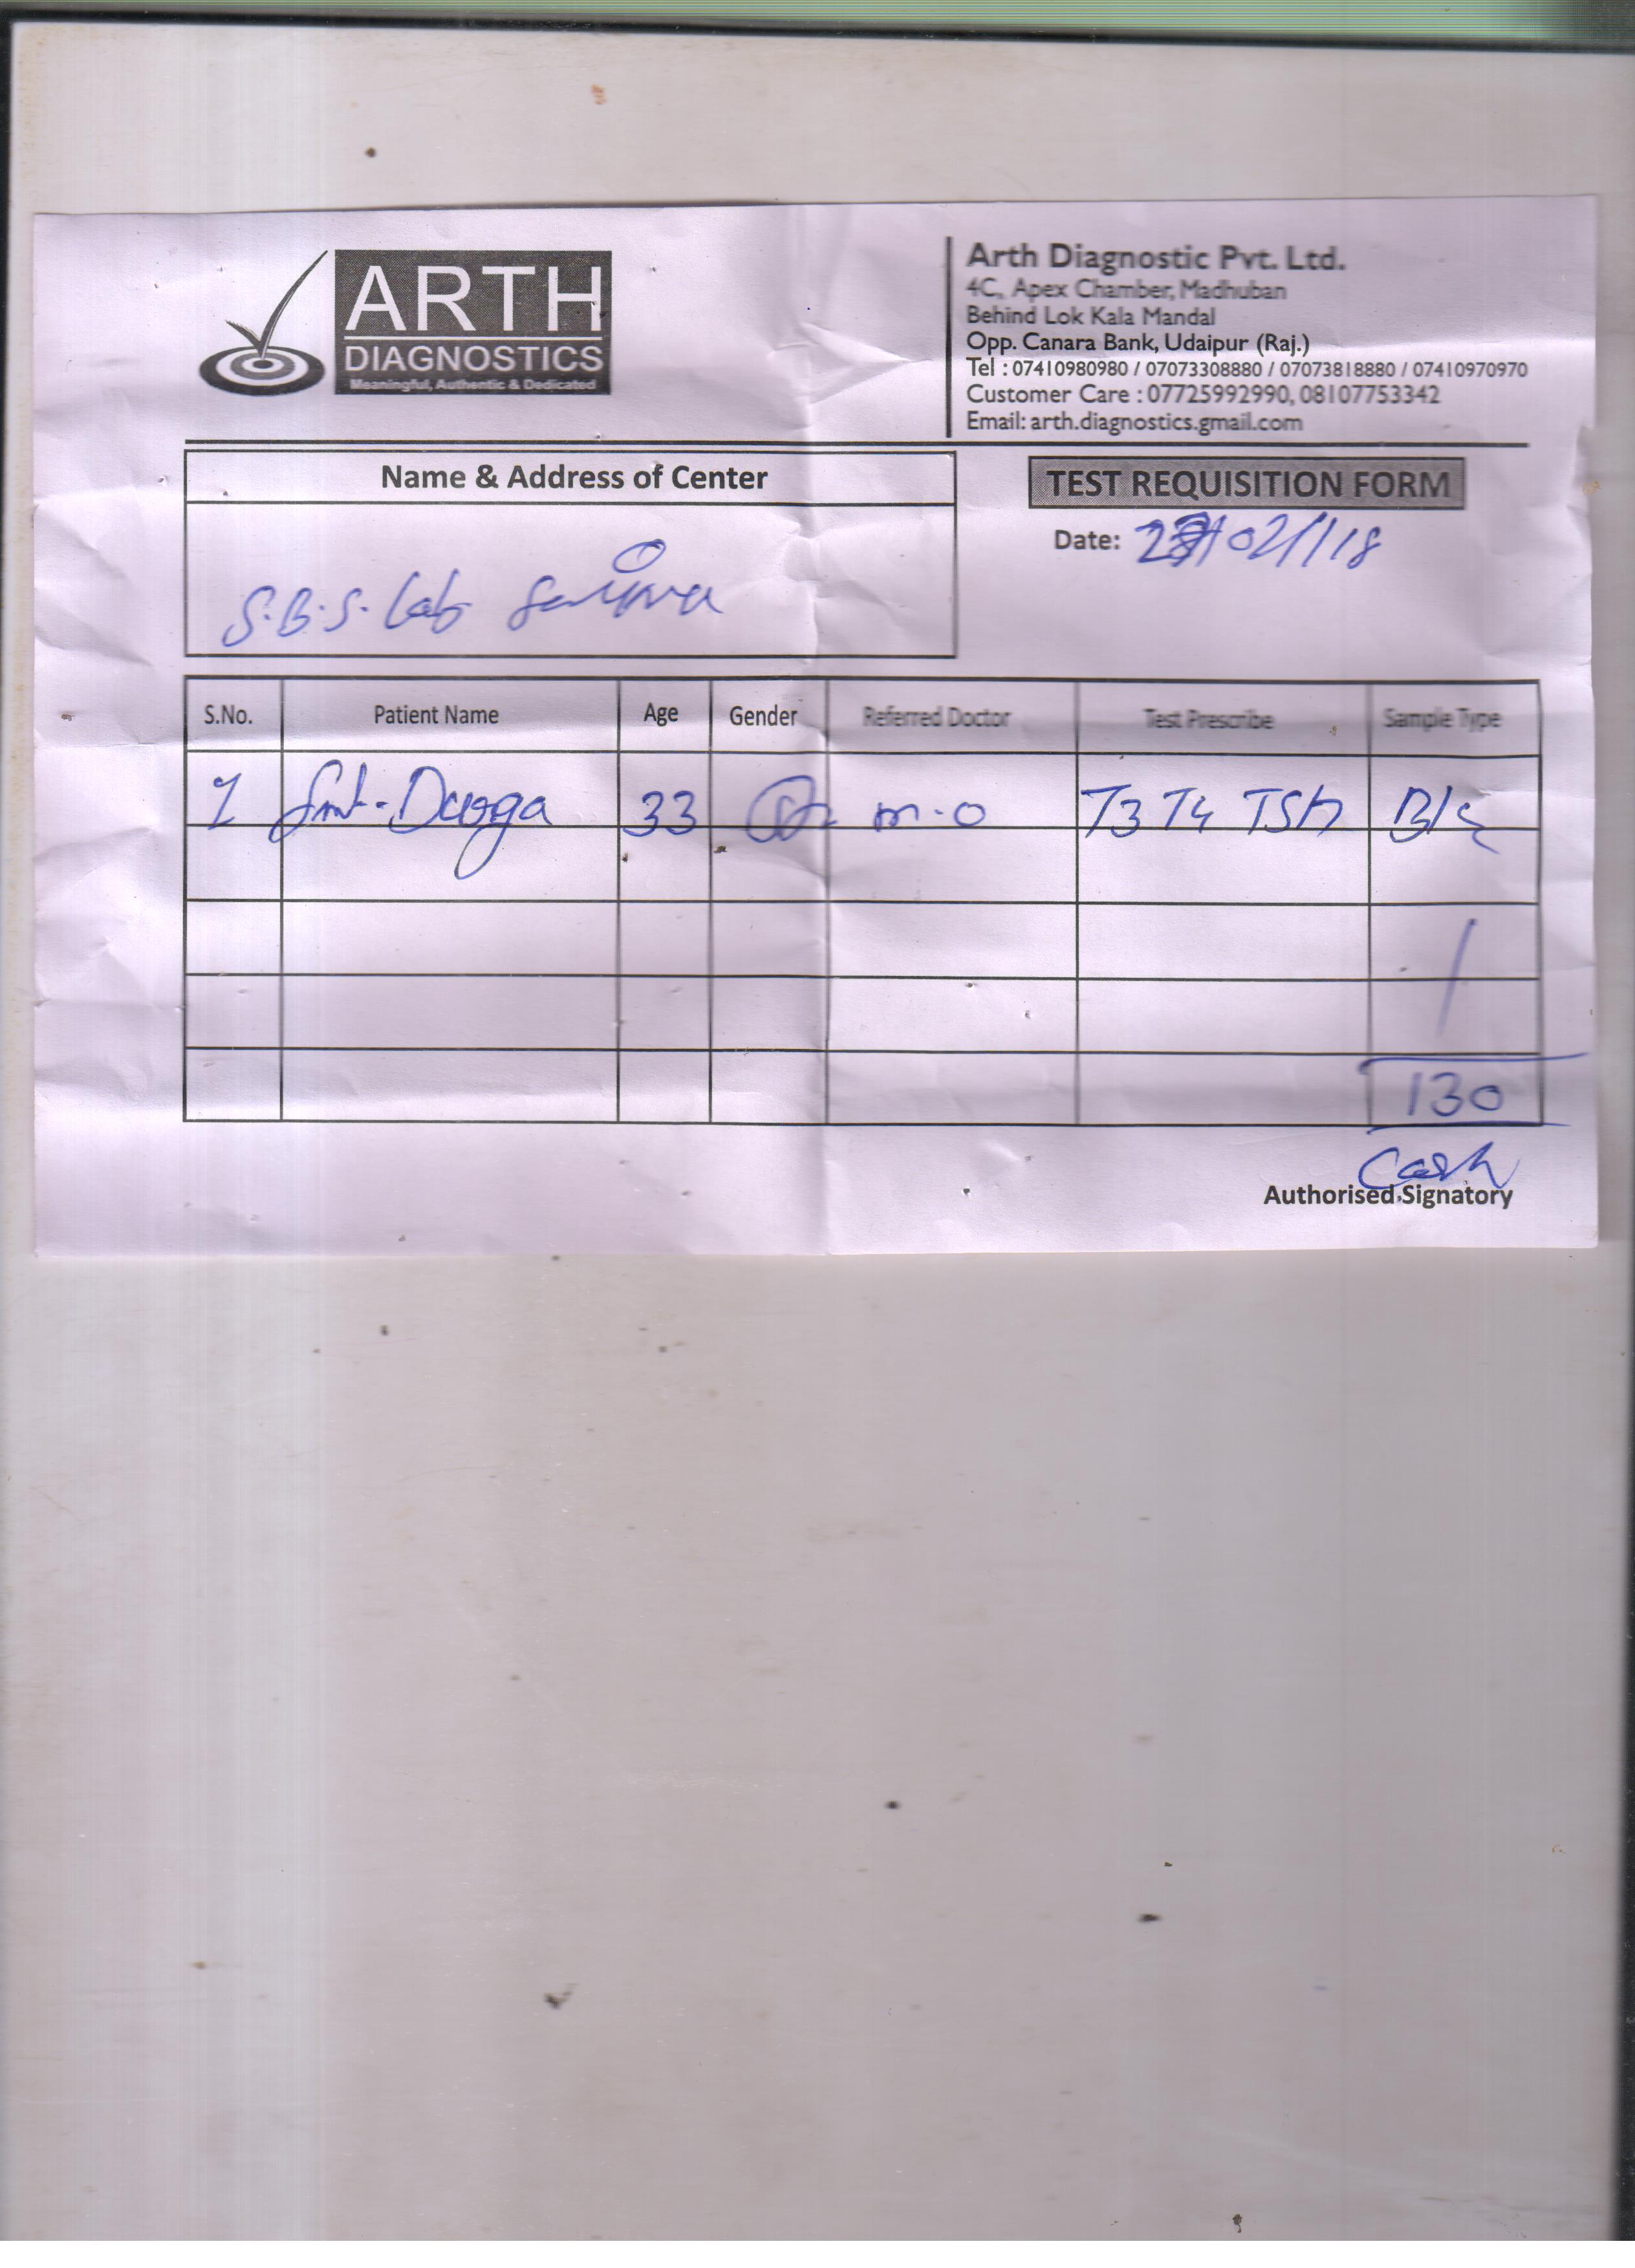 ARTH
DIAGNOSTICS
Meaningful, Authentic & Dedicated
Arth Diagnostic Pvt. Ltd.
4C, Apex Chamber, Madhuban
Behind Lok Kala Mandal
Opp. Canara Bank, Udaipur (Raj.)
Tel : 07410980980 / 07073308880 / 07073818880 / 07410970970
Customer Care : 07725992990, 08107753342
Email: arth.diagnostics.gmail.com
Name & Address of Center
S.B.S. Lab
TEST REQUISITION FORM
Date: /02/18
S.No. Patient Name Age Gender Referred Doctor Test Prescribe Sample Type
1 Smt. Durga 33 m.o T3 T4 TSH
130
Cash
Authorised Signatory